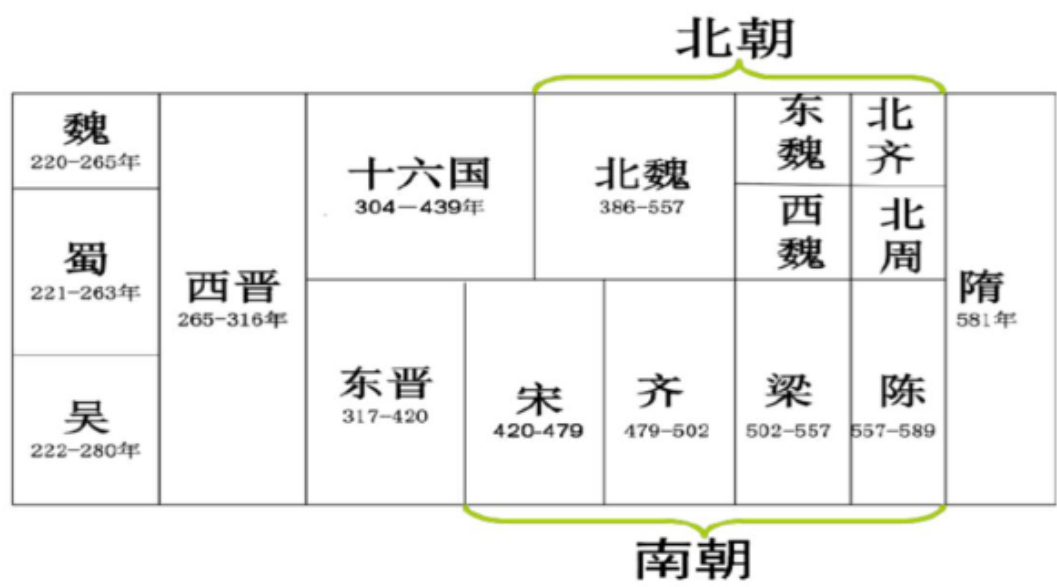 北朝
魏
220-265年
蜀
221-263年
吴
222-280年
西晋
265-316年
十六国
304—439年
北魏
386-557
东
魏
西
魏
北
齐
北
周
东晋
317-420
宋
420-479
齐
479-502
梁
502-557
陈
557-589
隋
581年
南朝